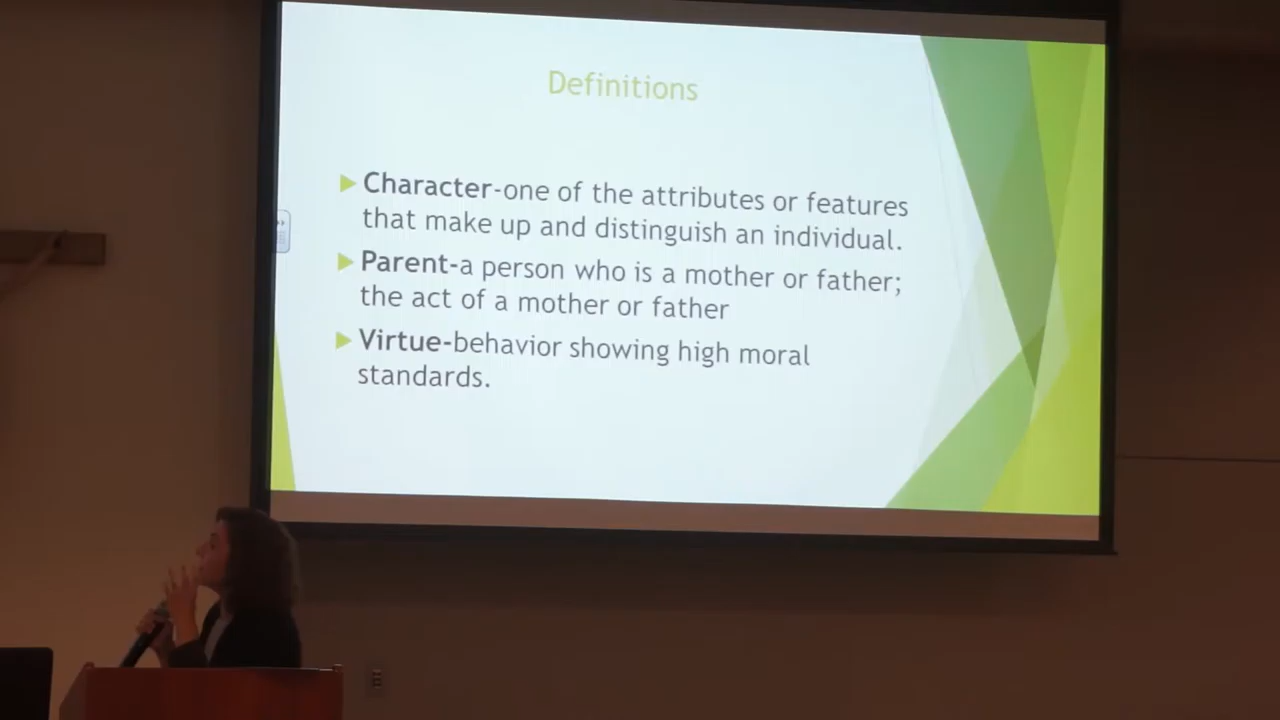 Definitions
Character-one of the attributes or features
that make up and distinguish an individual.
Parent-a person who is a mother or father;
the act of a mother or father
Virtue-behavior showing high moral
standards.